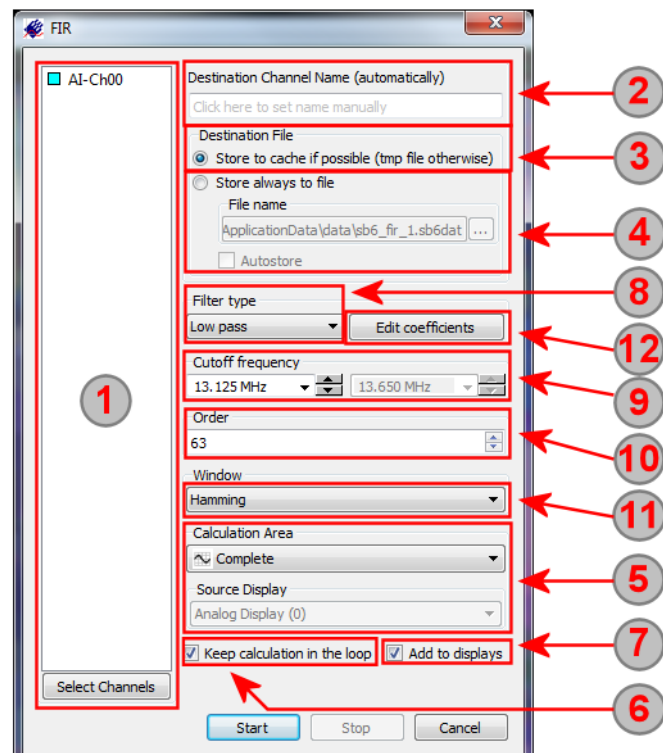 FIR
x
AI-Ch00
Select Channels
1
Destination Channel Name (automatically)
Click here to set name manually
2
Destination File
Store to cache if possible (tmp file otherwise)
3
Store always to file
File name
ApplicationData\data\sb6_fir_1.sb6dat ...
Autostore
4
Filter type
8
Low pass
Edit coefficients
12
Cutoff frequency
13.125 MHz
13.650 MHz
9
Order
63
10
Window
Hamming
11
Calculation Area
Complete
Source Display
Analog Display (0)
5
Keep calculation in the loop
Add to displays
7
6
Start
Stop
Cancel